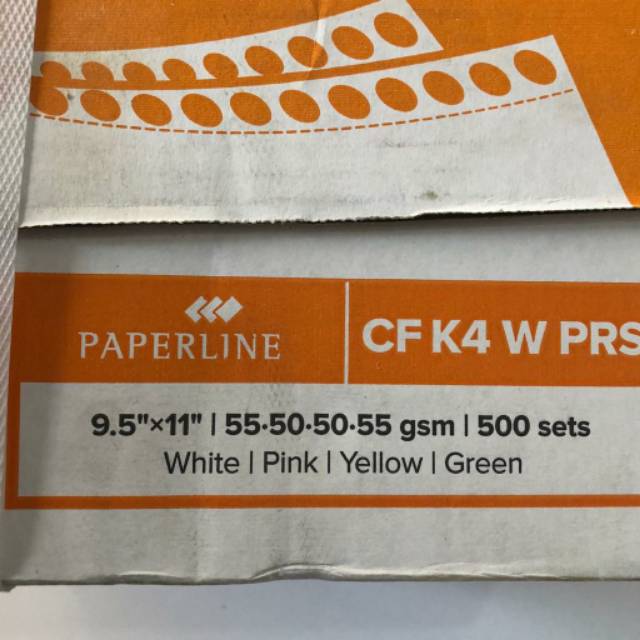 PAPERLINE
CF K4 W PRS
9.5"×11" | 55·50·50·55 gsm | 500 sets
White | Pink | Yellow | Green